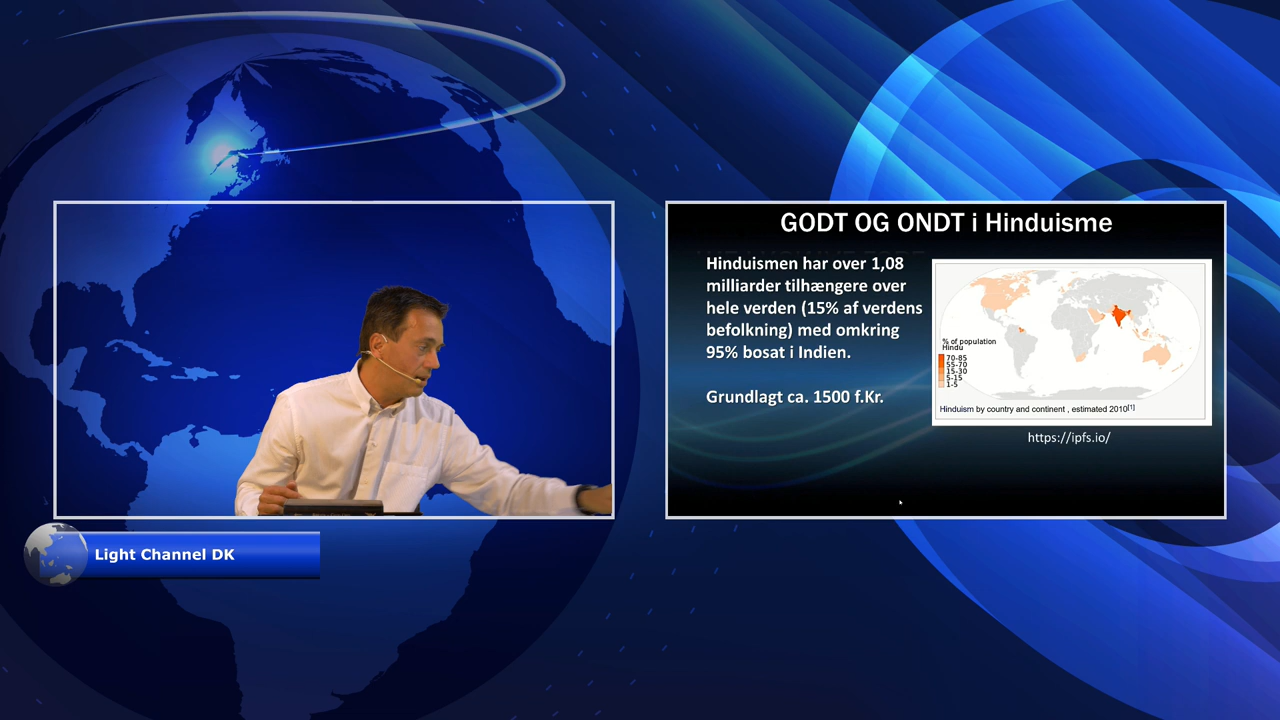 GODT OG ONDT i Hinduisme
Hinduismen har over 1,08
milliarder tilhængere over
hele verden (15% af verdens
befolkning) med omkring
95% bosat i Indien.
Grundlagt ca. 1500 f.Kr.
% of population
Hindu
70-85
55-70
15-30
5-15
1-5
Hinduism by country and continent , estimated 2010[1]
https://ipfs.io/
Light Channel DK